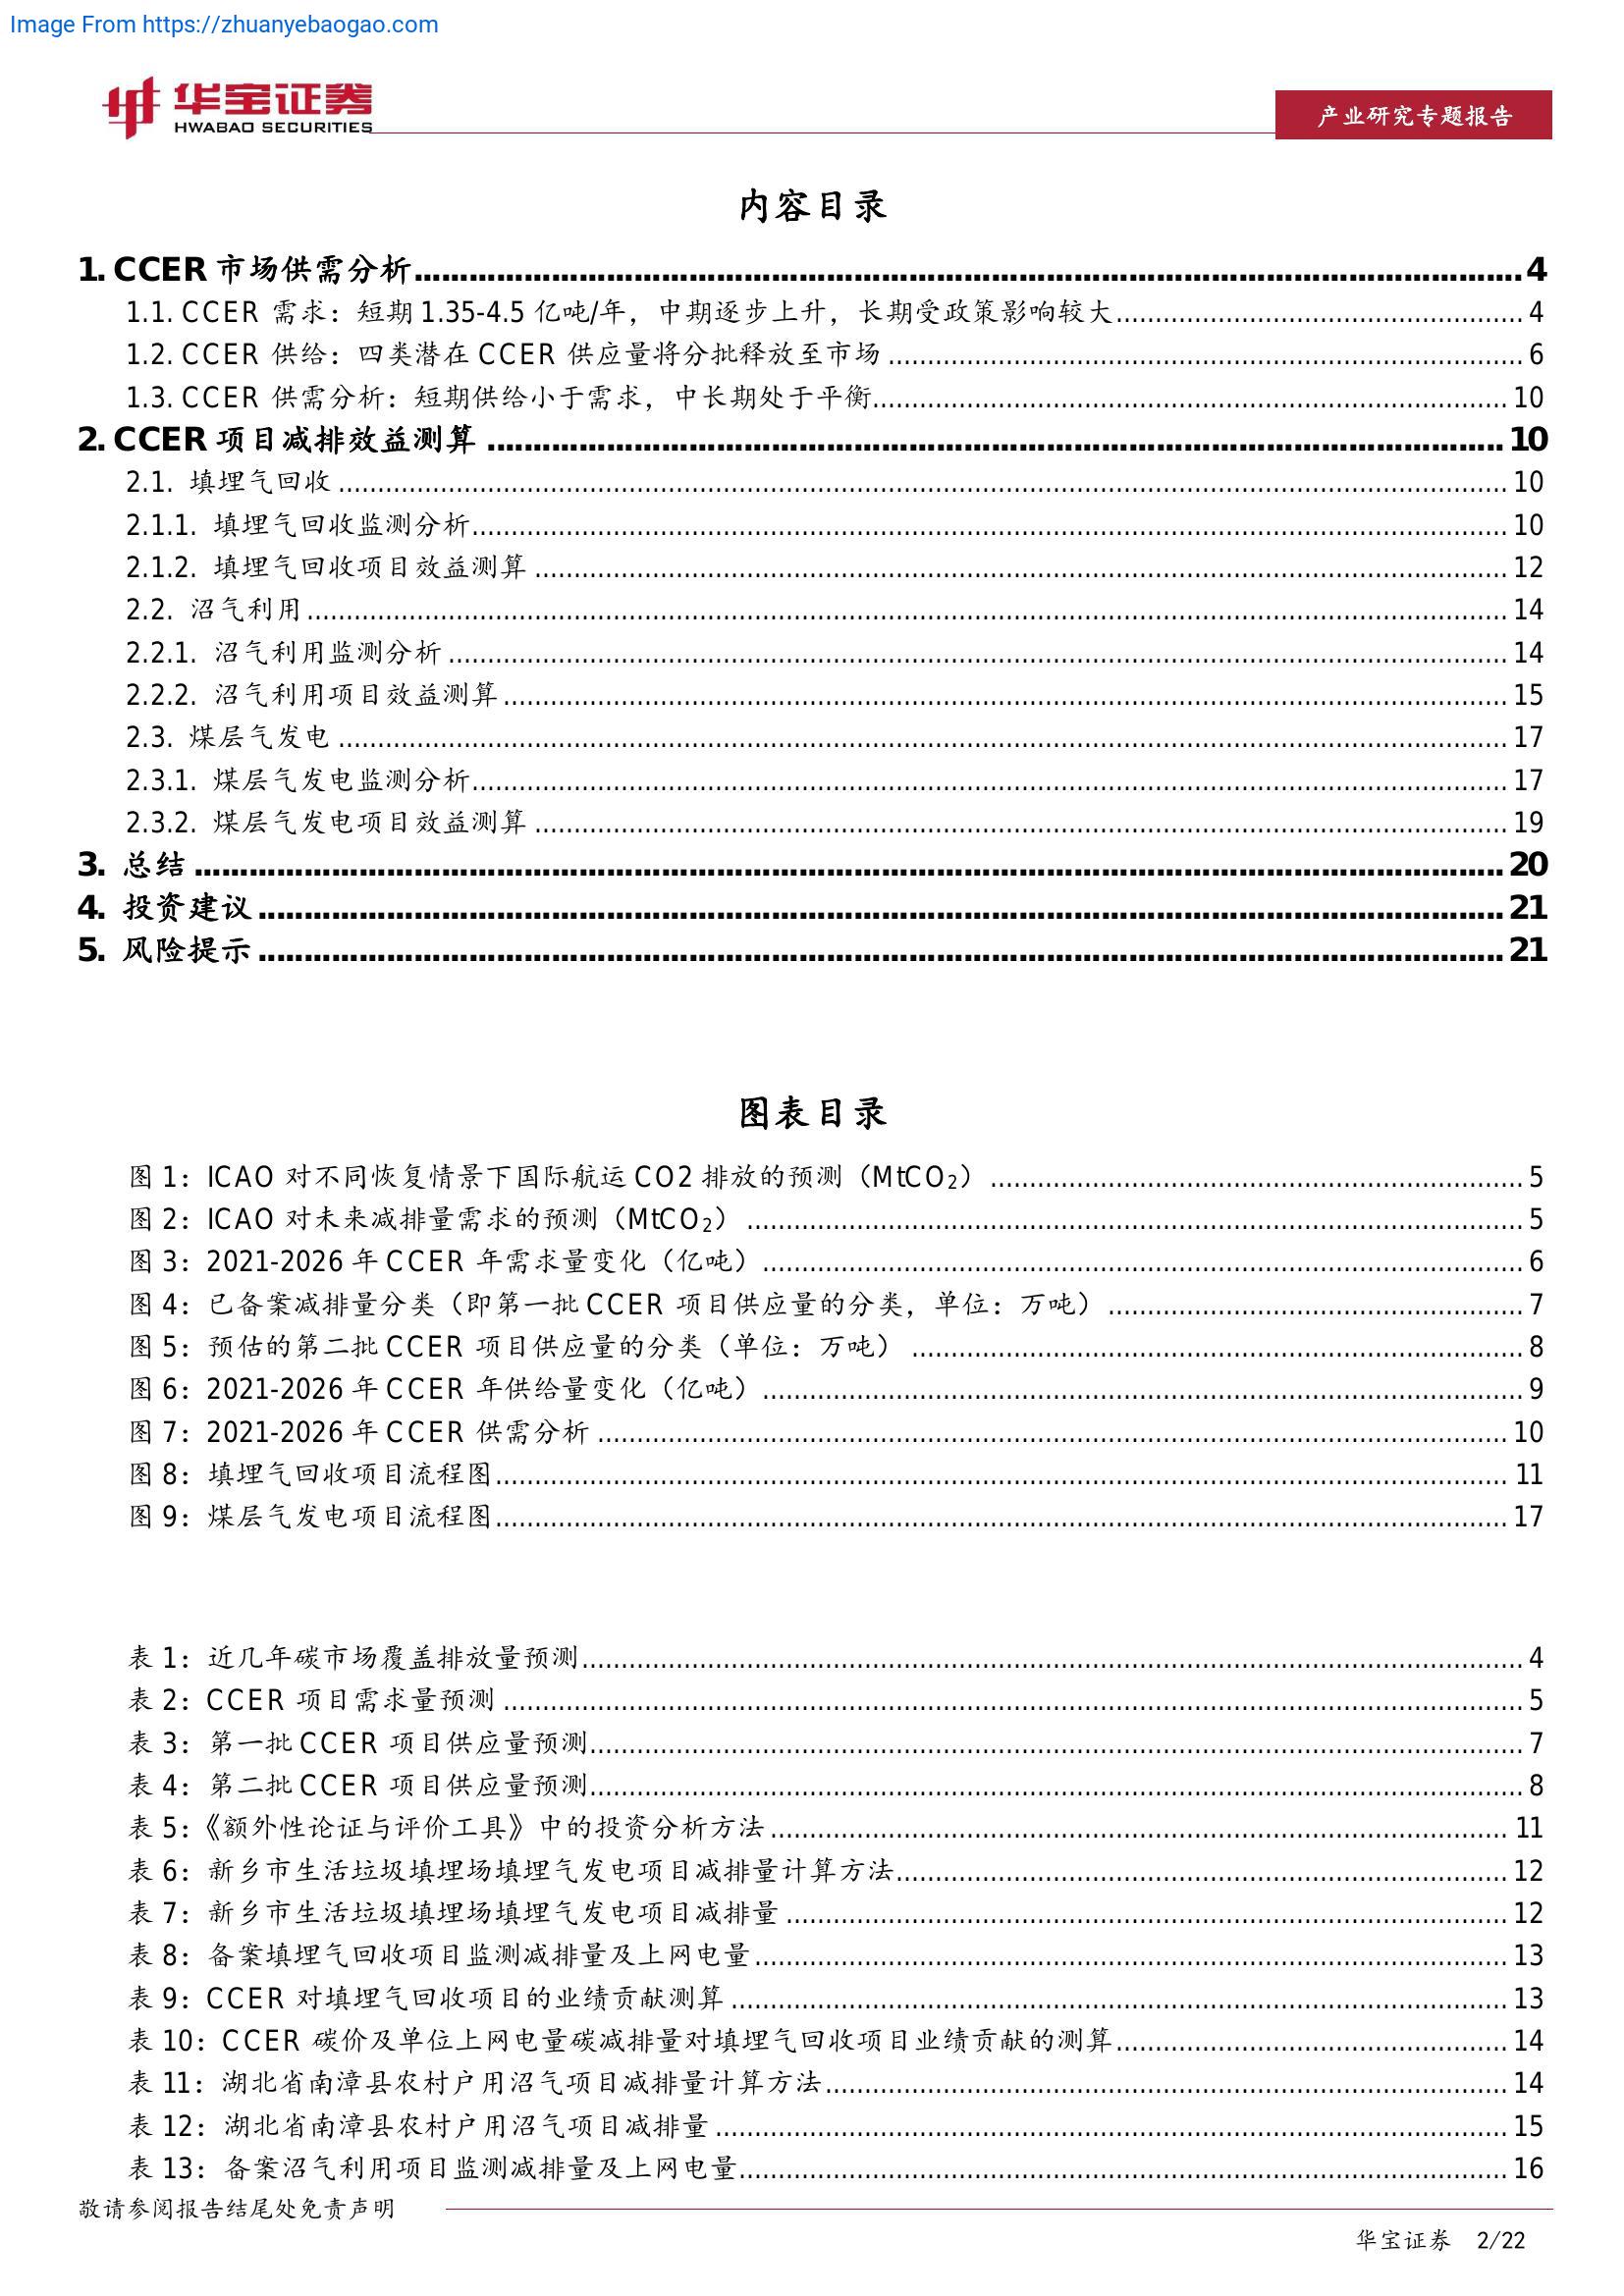 Image From https://zhuanyebaogao.com
华宝证券
HWABAO SECURITIES
产业研究专题报告
内容目录
1. CCER 市场供需分析 4
1.1. CCER 需求：短期 1.35-4.5 亿吨/年，中期逐步上升，长期受政策影响较大 4
1.2. CCER 供给：四类潜在 CCER 供应量将分批释放至市场 6
1.3. CCER 供需分析：短期供给小于需求，中长期处于平衡 10
2. CCER 项目减排效益测算 10
2.1. 填埋气回收 10
2.1.1. 填埋气回收监测分析 10
2.1.2. 填埋气回收项目效益测算 12
2.2. 沼气利用 14
2.2.1. 沼气利用监测分析 14
2.2.2. 沼气利用项目效益测算 15
2.3. 煤层气发电 17
2.3.1. 煤层气发电监测分析 17
2.3.2. 煤层气发电项目效益测算 19
3. 总结 20
4. 投资建议 21
5. 风险提示 21
图表目录
图 1：ICAO 对不同恢复情景下国际航运 CO2 排放的预测（MtCO₂） 5
图 2：ICAO 对未来减排量需求的预测（MtCO₂） 5
图 3：2021-2026 年 CCER 年需求量变化（亿吨） 6
图 4：已备案减排量分类（即第一批 CCER 项目供应量的分类，单位：万吨） 7
图 5：预估的第二批 CCER 项目供应量的分类（单位：万吨） 8
图 6：2021-2026 年 CCER 年供给量变化（亿吨） 9
图 7：2021-2026 年 CCER 供需分析 10
图 8：填埋气回收项目流程图 11
图 9：煤层气发电项目流程图 17
表 1：近几年碳市场覆盖排放量预测 4
表 2：CCER 项目需求量预测 5
表 3：第一批 CCER 项目供应量预测 7
表 4：第二批 CCER 项目供应量预测 8
表 5：《额外性论证与评价工具》中的投资分析方法 11
表 6：新乡市生活垃圾填埋场填埋气发电项目减排量计算方法 12
表 7：新乡市生活垃圾填埋场填埋气发电项目减排量 12
表 8：备案填埋气回收项目监测减排量及上网电量 13
表 9：CCER 对填埋气回收项目的业绩贡献测算 13
表 10：CCER 碳价及单位上网电量碳减排量对填埋气回收项目业绩贡献的测算 14
表 11：湖北省南漳县农村户用沼气项目减排量计算方法 14
表 12：湖北省南漳县农村户用沼气项目减排量 15
表 13：备案沼气利用项目监测减排量及上网电量 16
敬请参阅报告结尾处免责声明
华宝证券 2/22